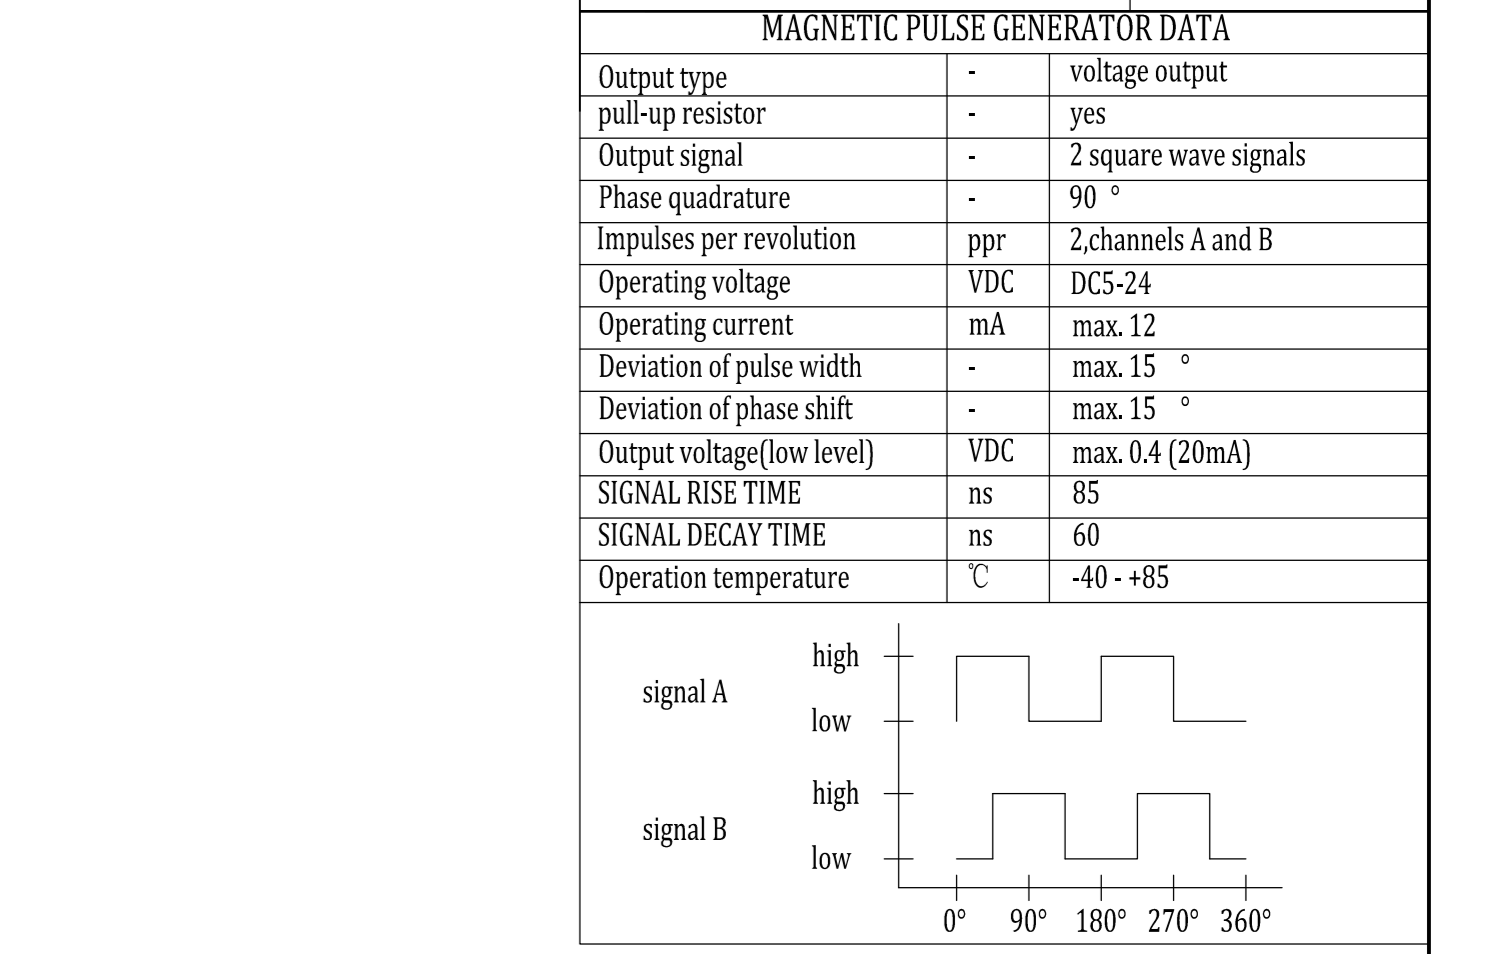 MAGNETIC PULSE GENERATOR DATA
Output type - voltage output
pull-up resistor - yes
Output signal - 2 square wave signals
Phase quadrature - 90 °
Impulses per revolution ppr 2,channels A and B
Operating voltage VDC DC5-24
Operating current mA max. 12
Deviation of pulse width - max. 15 °
Deviation of phase shift - max. 15 °
Output voltage(low level) VDC max. 0.4 (20mA)
SIGNAL RISE TIME ns 85
SIGNAL DECAY TIME ns 60
Operation temperature ℃ -40 - +85
high
signal A
low
high
signal B
low
0° 90° 180° 270° 360°